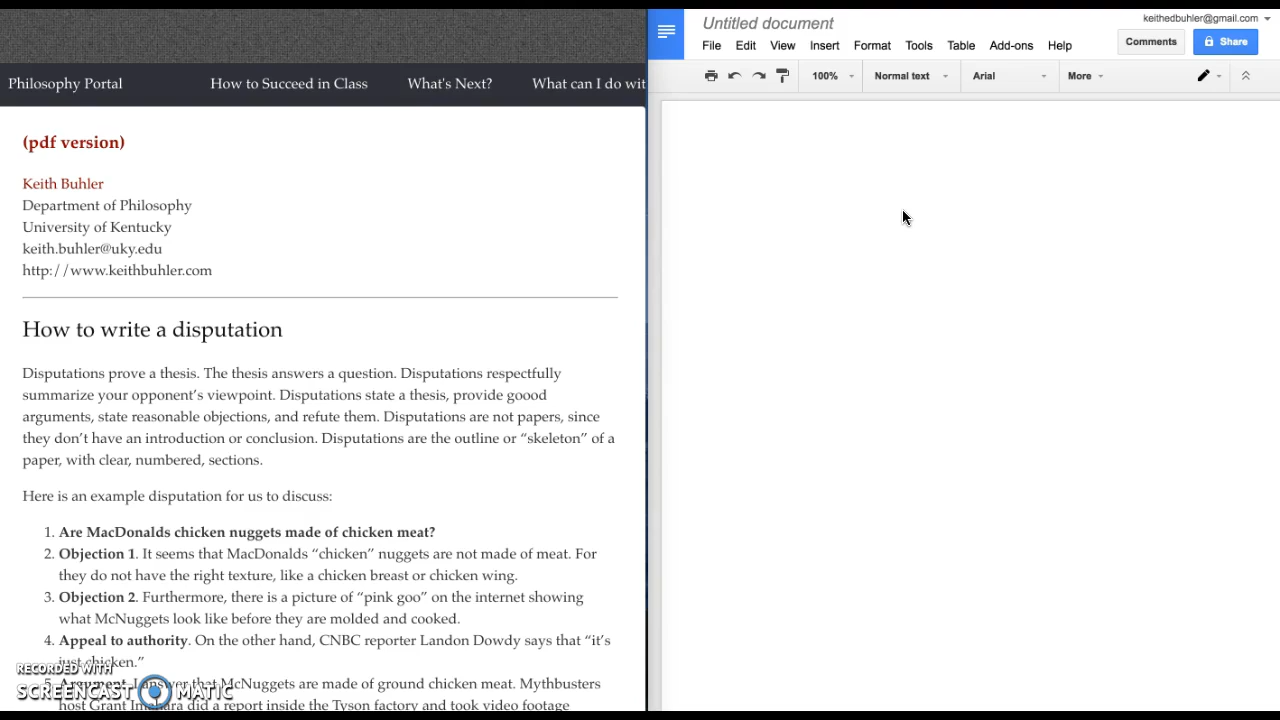 Philosophy Portal How to Succeed in Class What's Next? What can I do wit
(pdf version)
Keith Buhler
Department of Philosophy
University of Kentucky
keith.buhler@uky.edu
http://www.keithbuhler.com
How to write a disputation
Disputations prove a thesis. The thesis answers a question. Disputations respectfully
summarize your opponent's viewpoint. Disputations state a thesis, provide goood
arguments, state reasonable objections, and refute them. Disputations are not papers, since
they don't have an introduction or conclusion. Disputations are the outline or “skeleton” of a
paper, with clear, numbered, sections.
Here is an example disputation for us to discuss:
1. Are MacDonalds chicken nuggets made of chicken meat?
2. Objection 1. It seems that MacDonalds “chicken” nuggets are not made of meat. For
they do not have the right texture, like a chicken breast or chicken wing.
3. Objection 2. Furthermore, there is a picture of “pink goo” on the internet showing
what McNuggets look like before they are molded and cooked.
4. Appeal to authority. On the other hand, CNBC reporter Landon Dowdy says that “it's
just chicken.”
5. Argument. I answer that McNuggets are made of ground chicken meat. Mythbusters
host Grant Imahara did a report inside the Tyson factory and took video footage
RECORDED WITH
SCREENCAST MATIC
Untitled document
keithedbuhler@gmail.com
File Edit View Insert Format Tools Table Add-ons Help
Comments Share
100% Normal text Arial More